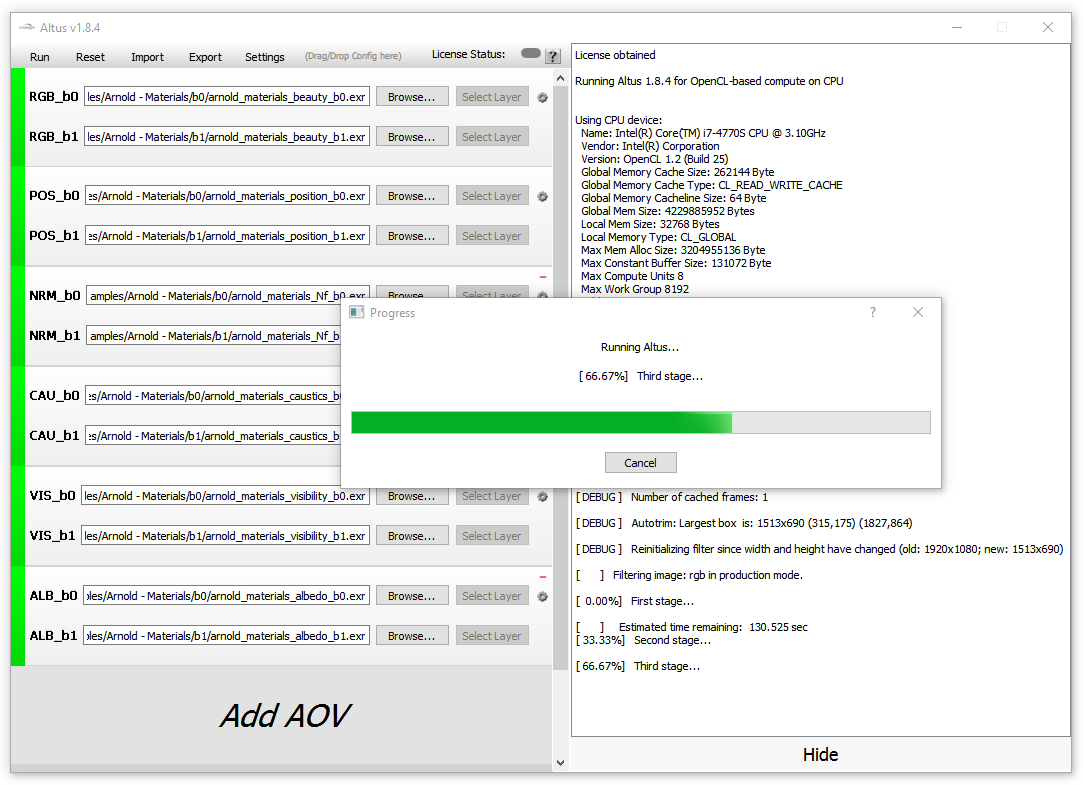 Altus v1.8.4
Run Reset Import Export Settings (Drag/Drop Config here) License Status: ?
RGB_b0 les/Arnold - Materials/b0/arnold_materials_beauty_b0.exr Browse... Select Layer
RGB_b1 les/Arnold - Materials/b1/arnold_materials_beauty_b1.exr Browse... Select Layer
POS_b0 es/Arnold - Materials/b0/arnold_materials_position_b0.exr Browse... Select Layer
POS_b1 es/Arnold - Materials/b1/arnold_materials_position_b1.exr Browse... Select Layer
NRM_b0 amples/Arnold - Materials/b0/arnold_materials_Nf_b0.exr Browse... Select Layer
NRM_b1 amples/Arnold - Materials/b1/arnold_materials_Nf_b
CAU_b0 es/Arnold - Materials/b0/arnold_materials_caustics_b
CAU_b1 es/Arnold - Materials/b1/arnold_materials_caustics_b
VIS_b0 les/Arnold - Materials/b0/arnold_materials_visibility_b0.exr Browse... Select Layer
VIS_b1 les/Arnold - Materials/b1/arnold_materials_visibility_b1.exr Browse... Select Layer
ALB_b0 ples/Arnold - Materials/b0/arnold_materials_albedo_b0.exr Browse... Select Layer
ALB_b1 ples/Arnold - Materials/b1/arnold_materials_albedo_b1.exr Browse... Select Layer
Add AOV
License obtained
Running Altus 1.8.4 for OpenCL-based compute on CPU
Using CPU device:
Name: Intel(R) Core(TM) i7-4770S CPU @ 3.10GHz
Vendor: Intel(R) Corporation
Version: OpenCL 1.2 (Build 25)
Global Memory Cache Size: 262144 Byte
Global Memory Cache Type: CL_READ_WRITE_CACHE
Global Memory Cacheline Size: 64 Byte
Global Mem Size: 4229885952 Bytes
Local Mem Size: 32768 Bytes
Local Memory Type: CL_GLOBAL
Max Mem Alloc Size: 3204955136 Byte
Max Constant Buffer Size: 131072 Byte
Max Compute Units 8
Max Work Group 8192
Progress ?
Running Altus...
[ 66.67%] Third stage...
Cancel
[DEBUG ] Number of cached frames: 1
[DEBUG ] Autotrim: Largest box is: 1513x690 (315,175) (1827,864)
[DEBUG ] Reinitializing filter since width and height have changed (old: 1920x1080; new: 1513x690)
[ ] Filtering image: rgb in production mode.
[ 0.00%] First stage...
[ ] Estimated time remaining: 130.525 sec
[ 33.33%] Second stage...
[ 66.67%] Third stage...
Hide